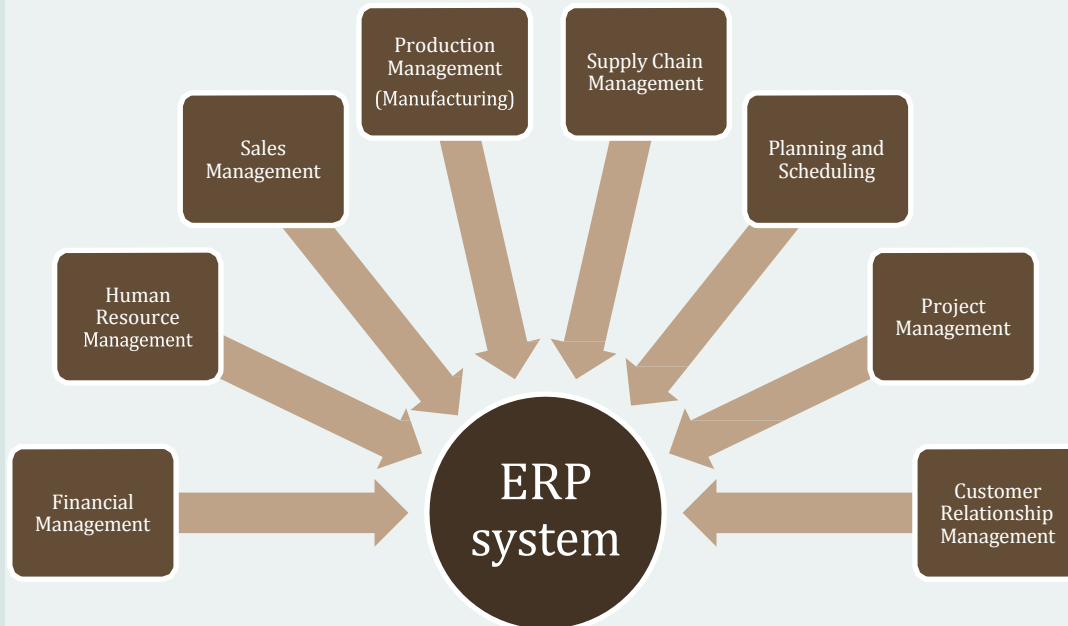 Production
Management
(Manufacturing)
Supply Chain
Management
Sales
Management
Planning and
Scheduling
Human
Resource
Management
Project
Management
Financial
Management
ERP
system
Customer
Relationship
Management